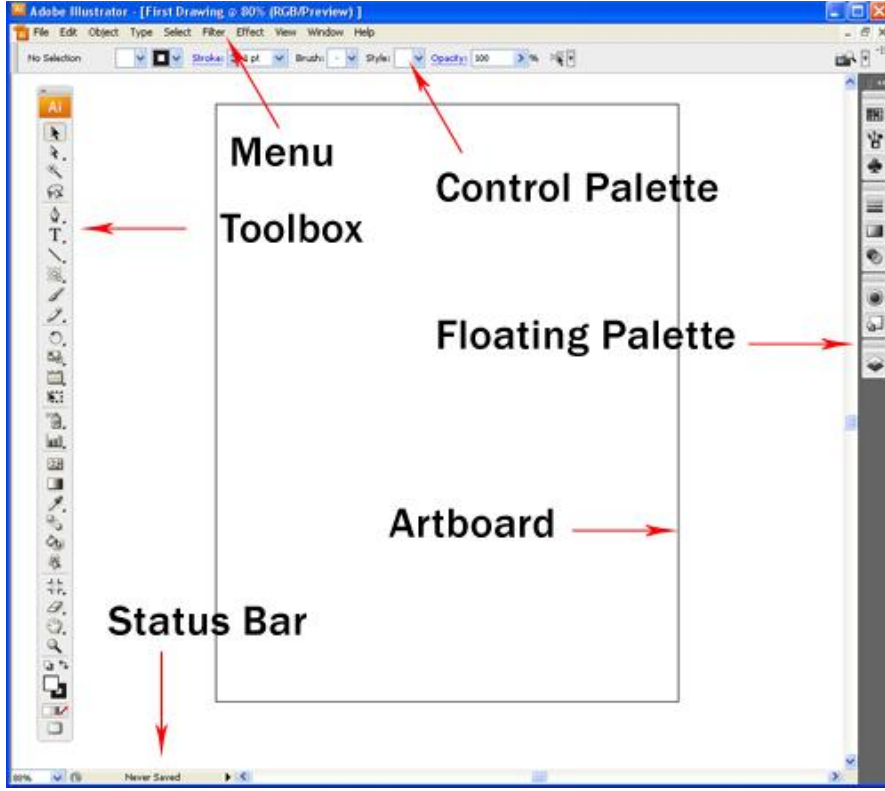 Adobe Illustrator - [First Drawing @ 80% (RGB/Preview) ]
File Edit Object Type Select Filter Effect View Window Help
No Selection Stroke: 1 pt Brush: Style: Opacity: 100 %
Ai
Menu
Control Palette
Toolbox
T
Floating Palette
Artboard
Status Bar
80% Never Saved